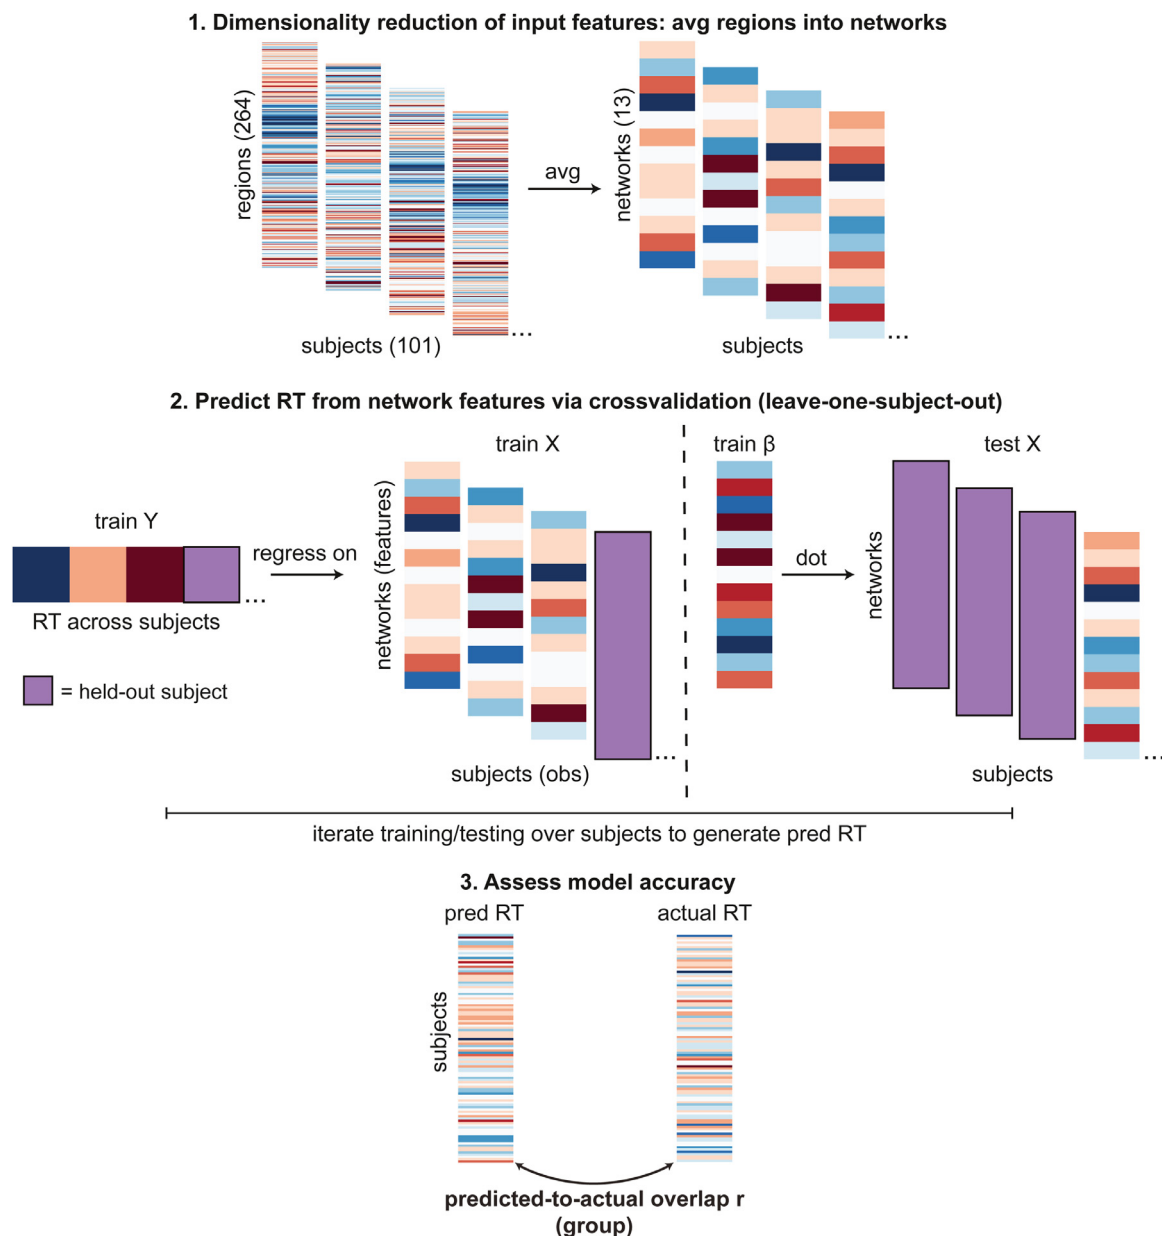 1. Dimensionality reduction of input features: avg regions into networks
regions (264)
subjects (101)
...
avg
networks (13)
subjects
...
2. Predict RT from network features via crossvalidation (leave-one-subject-out)
train Y
RT across subjects
...
= held-out subject
regress on
train X
networks (features)
subjects (obs)
...
train β
dot
test X
networks
subjects
...
iterate training/testing over subjects to generate pred RT
3. Assess model accuracy
pred RT
actual RT
subjects
predicted-to-actual overlap r
(group)